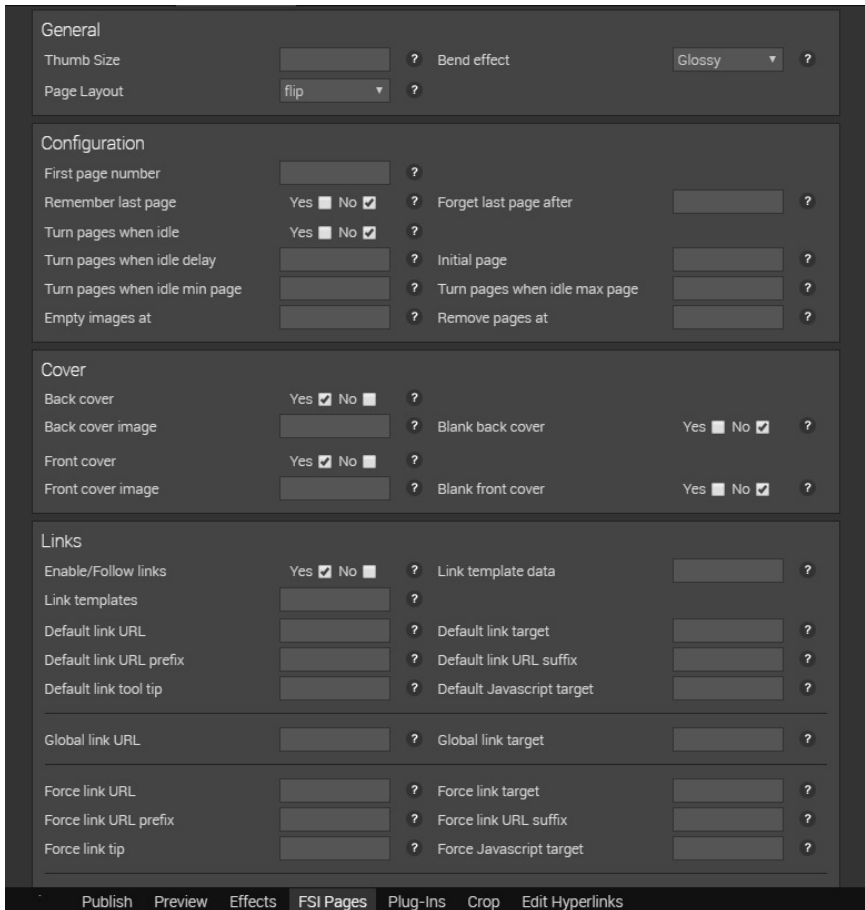 General
Thumb Size ? Bend effect Glossy ?
Page Layout flip ?
Configuration
First page number ?
Remember last page Yes No ? Forget last page after ?
Turn pages when idle Yes No ?
Turn pages when idle delay ? Initial page ?
Turn pages when idle min page ? Turn pages when idle max page ?
Empty images at ? Remove pages at ?
Cover
Back cover Yes No ?
Back cover image ? Blank back cover Yes No ?
Front cover Yes No ?
Front cover image ? Blank front cover Yes No ?
Links
Enable/Follow links Yes No ? Link template data ?
Link templates ?
Default link URL ? Default link target ?
Default link URL prefix ? Default link URL suffix ?
Default link tool tip ? Default Javascript target ?
Global link URL ? Global link target ?
Force link URL ? Force link target ?
Force link URL prefix ? Force link URL suffix ?
Force link tip ? Force Javascript target ?
Publish Preview Effects FSI Pages Plug-Ins Crop Edit Hyperlinks